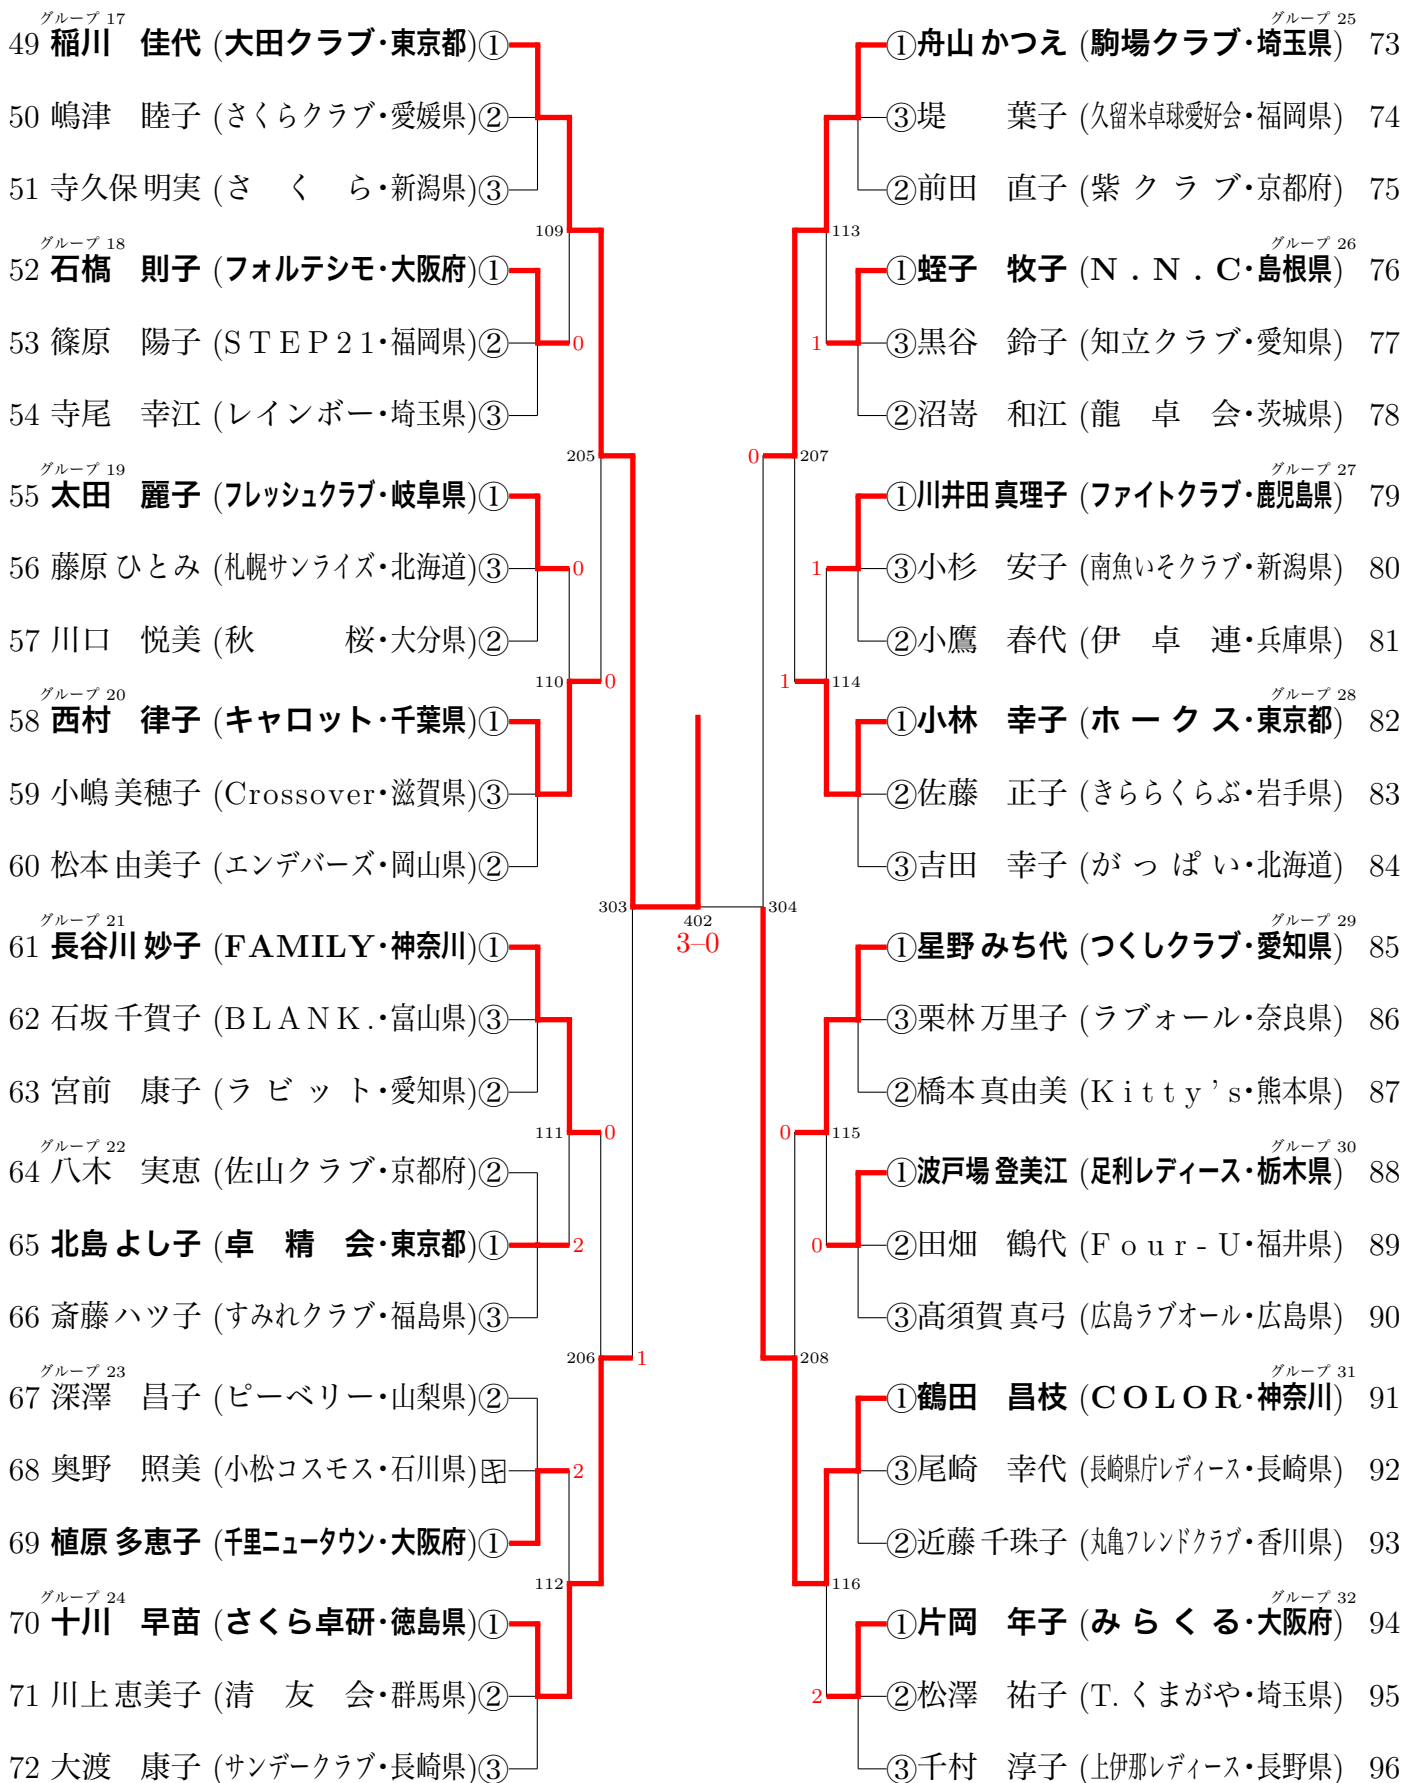 グループ 17
49 稲川 佳代 (大田クラブ・東京都)①
50 嶋津 睦子 (さくらクラブ・愛媛県)②
51 寺久保 明実 (さくら・新潟県)③
109
グループ 18
52 石橋 則子 (フォルテシモ・大阪府)①
53 篠原 陽子 (STEP21・福岡県)② 0
54 寺尾 幸江 (レインボー・埼玉県)③
205
グループ 19
55 太田 麗子 (フレッシュクラブ・岐阜県)①
56 藤原 ひとみ (札幌サンライズ・北海道)③ 0
57 川口 悦美 (秋桜・大分県)②
110 0
グループ 20
58 西村 律子 (キャロット・千葉県)①
59 小嶋 美穂子 (Crossover・滋賀県)③
60 松本 由美子 (エンデバーズ・岡山県)②
303
グループ 21
61 長谷川 妙子 (FAMILY・神奈川)①
62 石坂 千賀子 (BLANK.・富山県)③
63 宮前 康子 (ラビット・愛知県)②
111 0
グループ 22
64 八木 実恵 (佐山クラブ・京都府)②
65 北島 よし子 (卓精会・東京都)① 2
66 斎藤 ハツ子 (すみれクラブ・福島県)③
206 1
グループ 23
67 深澤 昌子 (ピーベリー・山梨県)②
68 奥野 照美 (小松コスモス・石川県)キ 2
69 植原 多恵子 (千里ニュータウン・大阪府)①
112
グループ 24
70 十川 早苗 (さくら卓研・徳島県)①
71 川上 恵美子 (清友会・群馬県)②
72 大渡 康子 (サンデークラブ・長崎県)③
402
3–0
グループ 25
①舟山 かつえ (駒場クラブ・埼玉県) 73
③堤 葉子 (久留米卓球愛好会・福岡県) 74
②前田 直子 (紫クラブ・京都府) 75
113
グループ 26
①蛭子 牧子 (N.N.C・島根県) 76
1 ③黒谷 鈴子 (知立クラブ・愛知県) 77
②沼嵜 和江 (龍卓会・茨城県) 78
0 207
グループ 27
①川井田 真理子 (ファイトクラブ・鹿児島県) 79
1 ③小杉 安子 (南魚いそクラブ・新潟県) 80
②小鷹 春代 (伊卓連・兵庫県) 81
1 114
グループ 28
①小林 幸子 (ホークス・東京都) 82
②佐藤 正子 (きららくらぶ・岩手県) 83
③吉田 幸子 (がっぱい・北海道) 84
304
グループ 29
①星野 みち代 (つくしクラブ・愛知県) 85
③栗林 万里子 (ラブォール・奈良県) 86
②橋本 真由美 (Kitty's・熊本県) 87
0 115
グループ 30
①波戸場 登美江 (足利レディース・栃木県) 88
0 ②田畑 鶴代 (Four-U・福井県) 89
③髙須賀 真弓 (広島ラブオール・広島県) 90
208
グループ 31
①鶴田 昌枝 (COLOR・神奈川) 91
③尾崎 幸代 (長崎県庁レディース・長崎県) 92
②近藤 千珠子 (丸亀フレンドクラブ・香川県) 93
116
グループ 32
①片岡 年子 (みらくる・大阪府) 94
2 ②松澤 祐子 (T.くまがや・埼玉県) 95
③千村 淳子 (上伊那レディース・長野県) 96